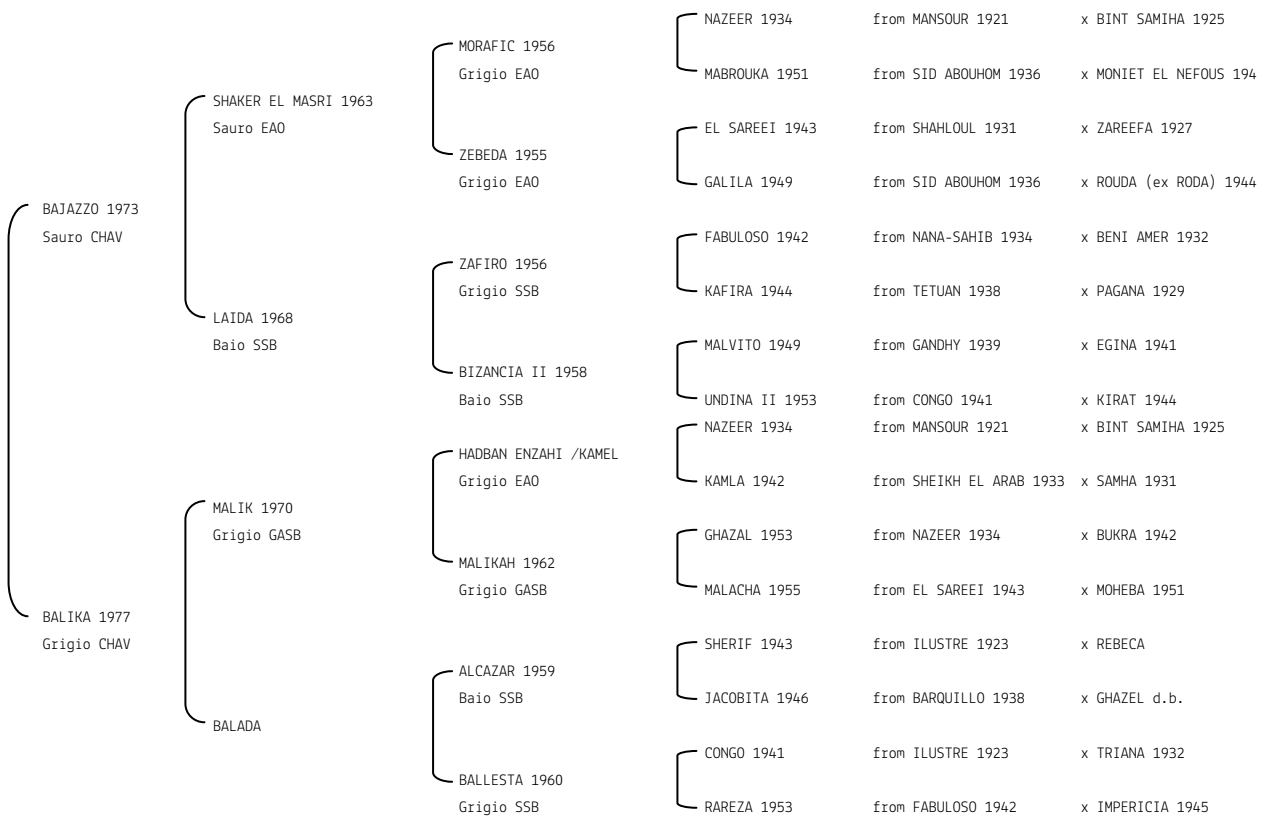 NAZEER 1934 from MANSOUR 1921 x BINT SAMIHA 1925
MORAFIC 1956
Grigio EAO MABROUKA 1951 from SID ABOUHOM 1936 x MONIET EL NEFOUS 194
SHAKER EL MASRI 1963
Sauro EAO EL SAREEI 1943 from SHAHLOUL 1931 x ZAREEFA 1927
ZEBEDA 1955
Grigio EAO GALILA 1949 from SID ABOUHOM 1936 x ROUDA (ex RODA) 1944
BAJAZZO 1973
Sauro CHAV FABULOSO 1942 from NANA-SAHIB 1934 x BENI AMER 1932
ZAFIRO 1956
Grigio SSB KAFIRA 1944 from TETUAN 1938 x PAGANA 1929
LAIDA 1968
Baio SSB MALVITO 1949 from GANDHY 1939 x EGINA 1941
BIZANCIA II 1958
Baio SSB UNDINA II 1953 from CONGO 1941 x KIRAT 1944
NAZEER 1934 from MANSOUR 1921 x BINT SAMIHA 1925
HADBAN ENZAHI /KAMEL
Grigio EAO KAMLA 1942 from SHEIKH EL ARAB 1933 x SAMHA 1931
MALIK 1970
Grigio GASB GHAZAL 1953 from NAZEER 1934 x BUKRA 1942
MALIKAH 1962
Grigio GASB MALACHA 1955 from EL SAREEI 1943 x MOHEBA 1951
BALIKA 1977
Grigio CHAV SHERIF 1943 from ILUSTRE 1923 x REBECA
ALCAZAR 1959
Baio SSB JACOBITA 1946 from BARQUILLO 1938 x GHAZEL d.b.
BALADA
CONGO 1941 from ILUSTRE 1923 x TRIANA 1932
BALLESTA 1960
Grigio SSB RAREZA 1953 from FABULOSO 1942 x IMPERICIA 1945